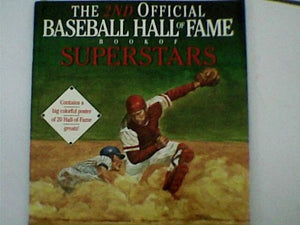 THE 2ND OFFICIAL
BASEBALL HALL OF FAME
BOOK OF
SUPERSTARS
Contains a
big colorful poster
of 20 Hall of Fame
greats!